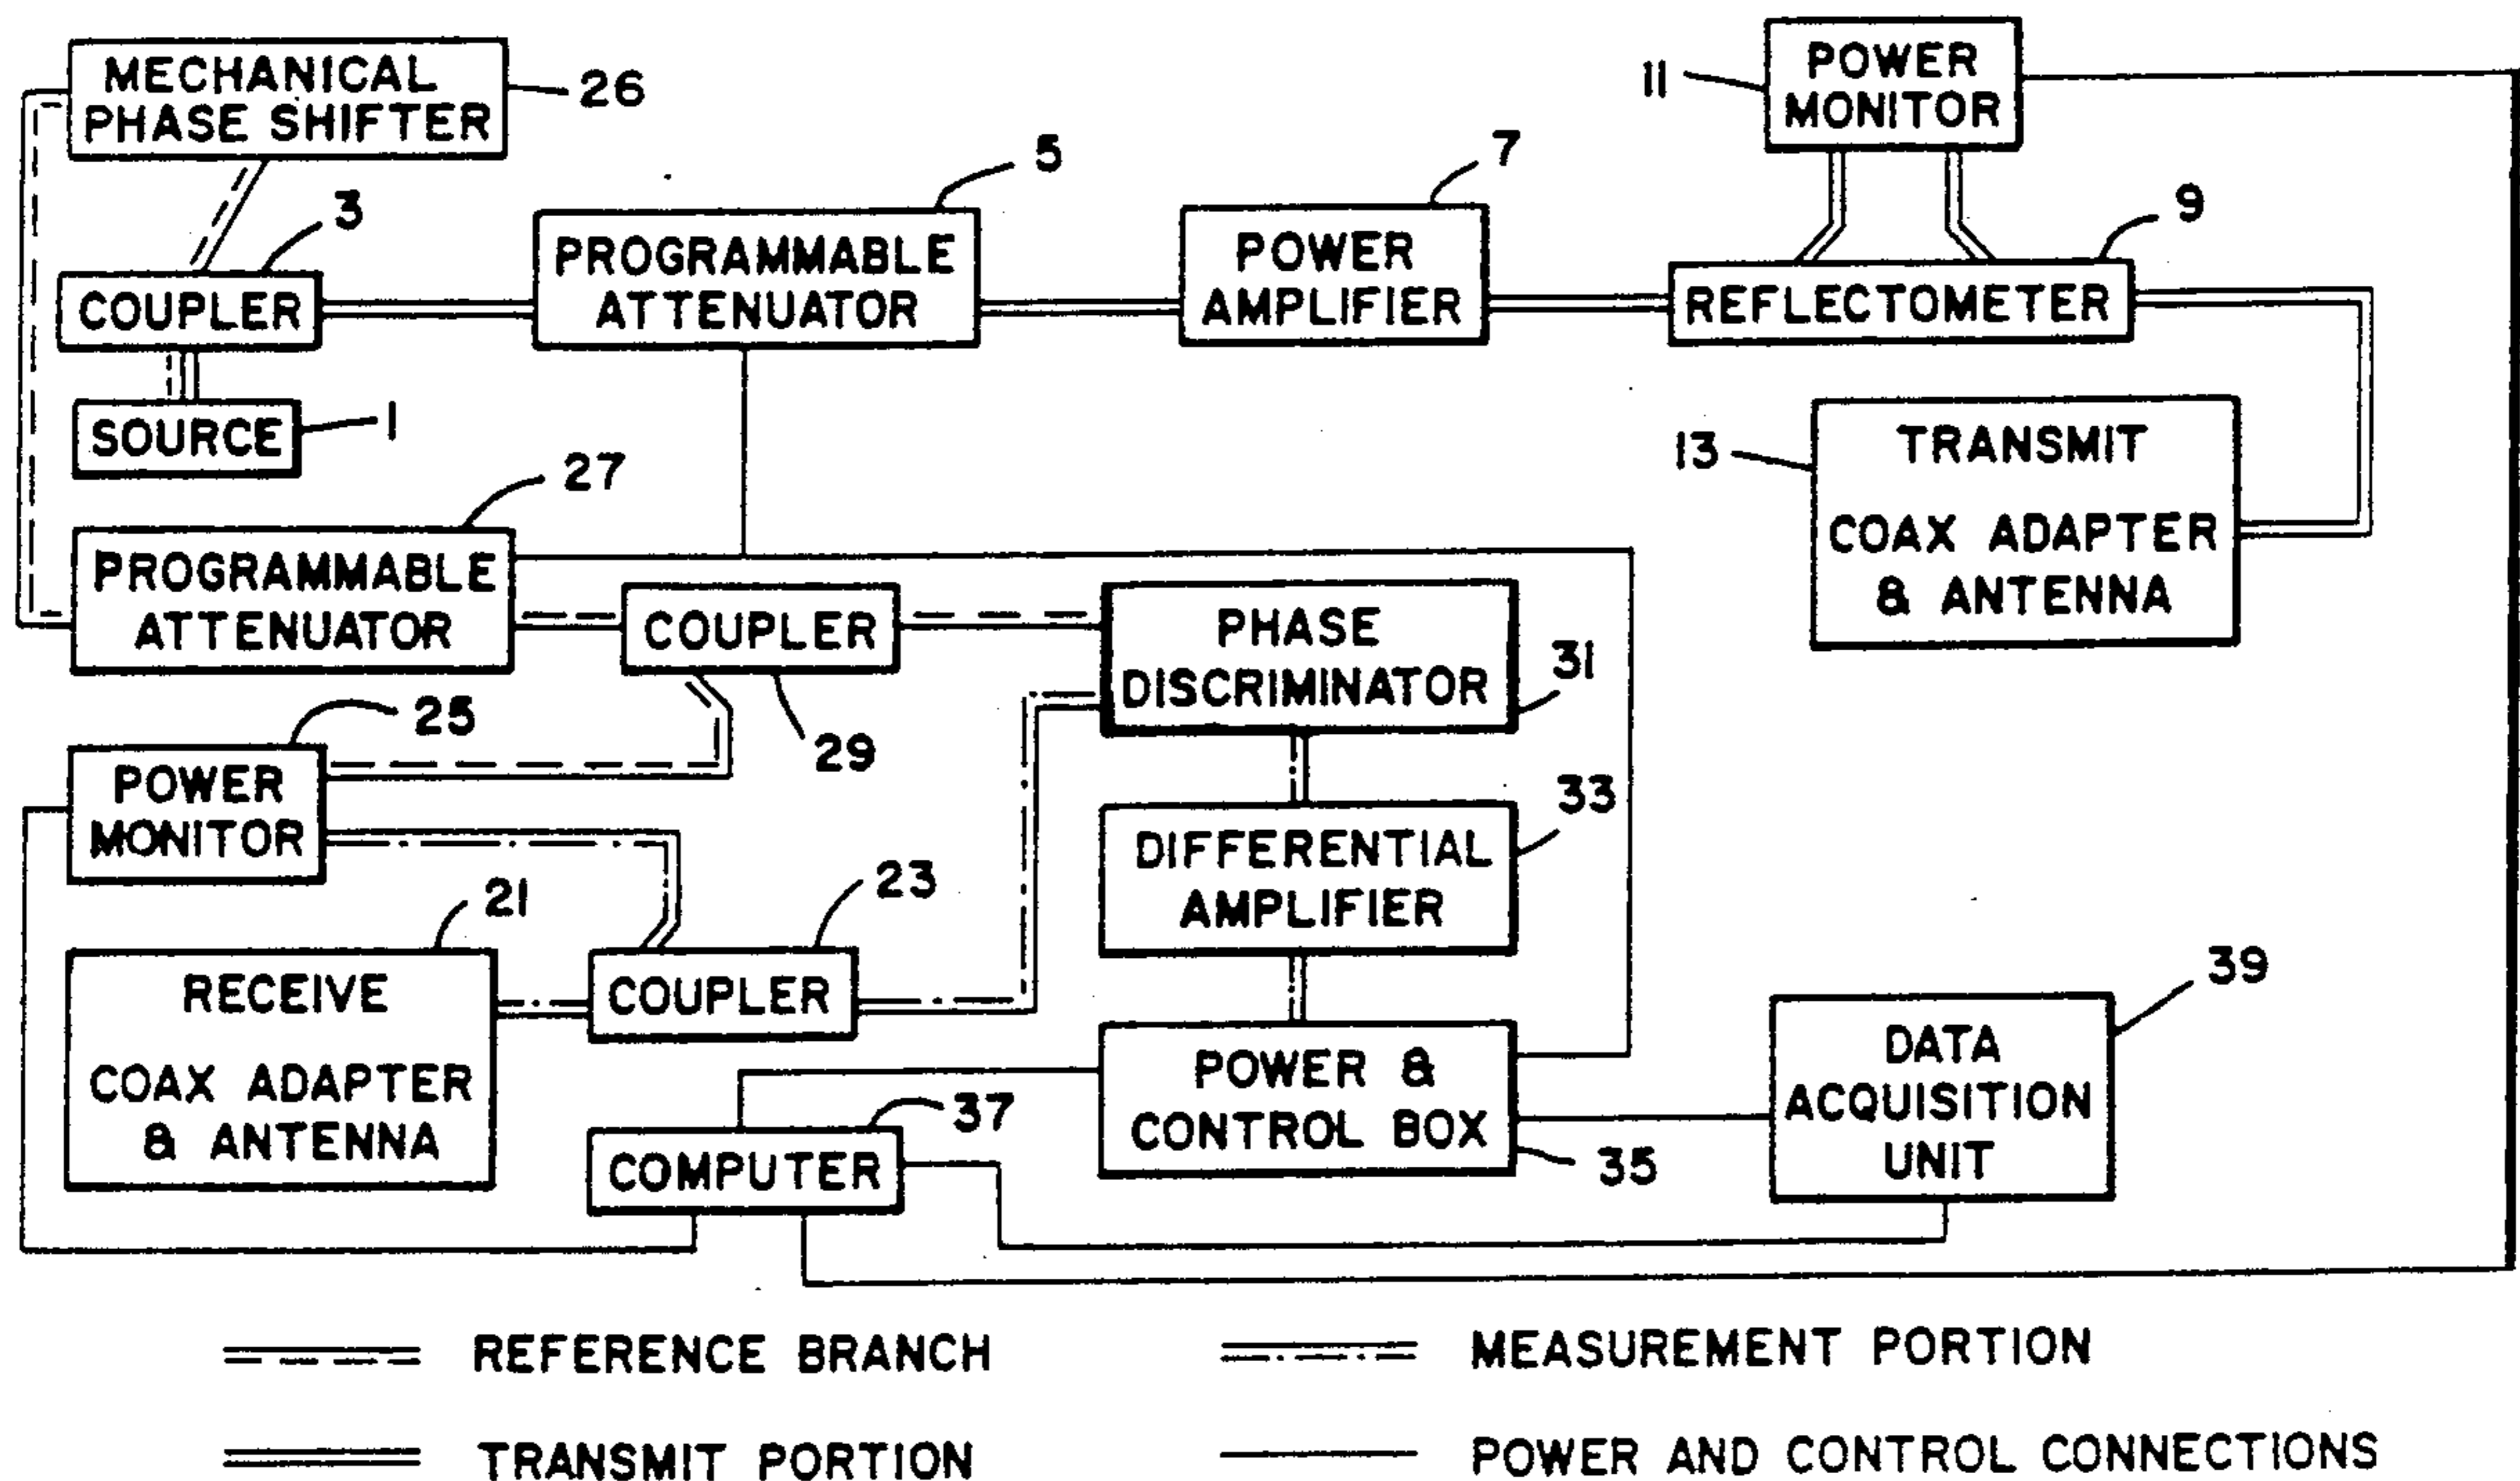 MECHANICAL
PHASE SHIFTER
26
POWER
MONITOR
11
3
5
7
9
COUPLER
PROGRAMMABLE
ATTENUATOR
POWER
AMPLIFIER
REFLECTOMETER
SOURCE
1
13
TRANSMIT
COAX ADAPTER
& ANTENNA
27
PROGRAMMABLE
ATTENUATOR
COUPLER
29
PHASE
DISCRIMINATOR
31
25
POWER
MONITOR
33
DIFFERENTIAL
AMPLIFIER
21
RECEIVE
COAX ADAPTER
& ANTENNA
23
COUPLER
39
DATA
ACQUISITION
UNIT
POWER &
CONTROL BOX
35
37
COMPUTER
REFERENCE BRANCH
MEASUREMENT PORTION
TRANSMIT PORTION
POWER AND CONTROL CONNECTIONS